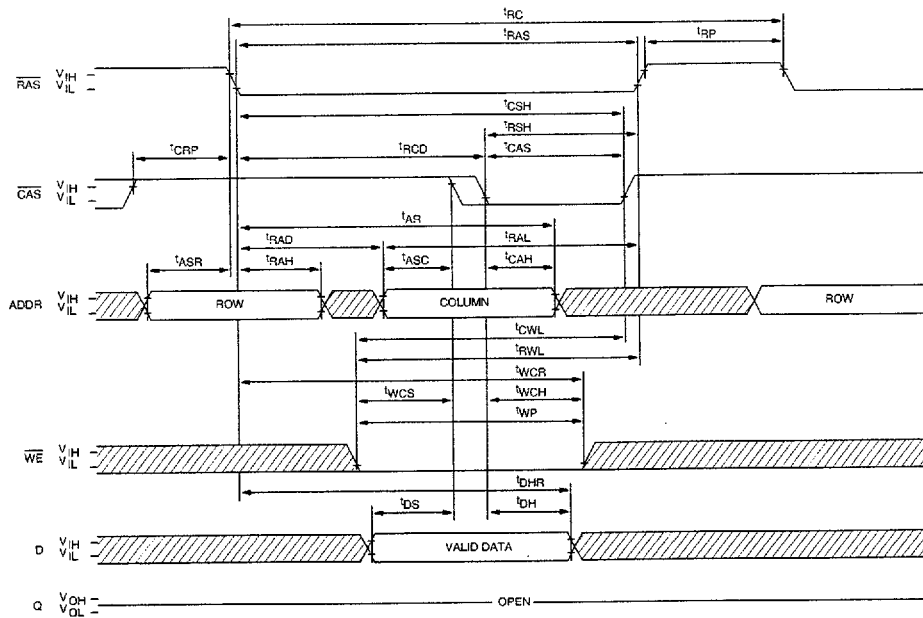 tRC
tRAS
tRP
RAS VIH
VIL
tCSH
tRSH
tCRP tRCD tCAS
CAS VIH
VIL
tAR
tRAD tRAL
tASR tRAH tASC tCAH
ADDR VIH
VIL
ROW COLUMN ROW
tCWL
tRWL
tWCR
tWCS tWCH
tWP
WE VIH
VIL
tDHR
tDS tDH
D VIH
VIL
VALID DATA
Q VOH
VOL
OPEN